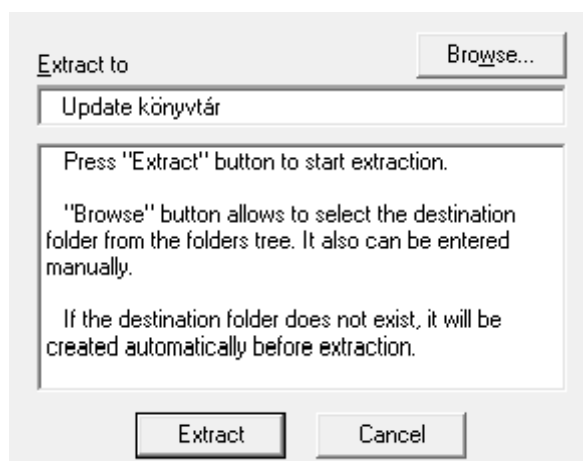 Browse...
Extract to
Update könyvtár
Press "Extract" button to start extraction.
"Browse" button allows to select the destination
folder from the folders tree. It also can be entered
manually.
If the destination folder does not exist, it will be
created automatically before extraction.
Extract
Cancel